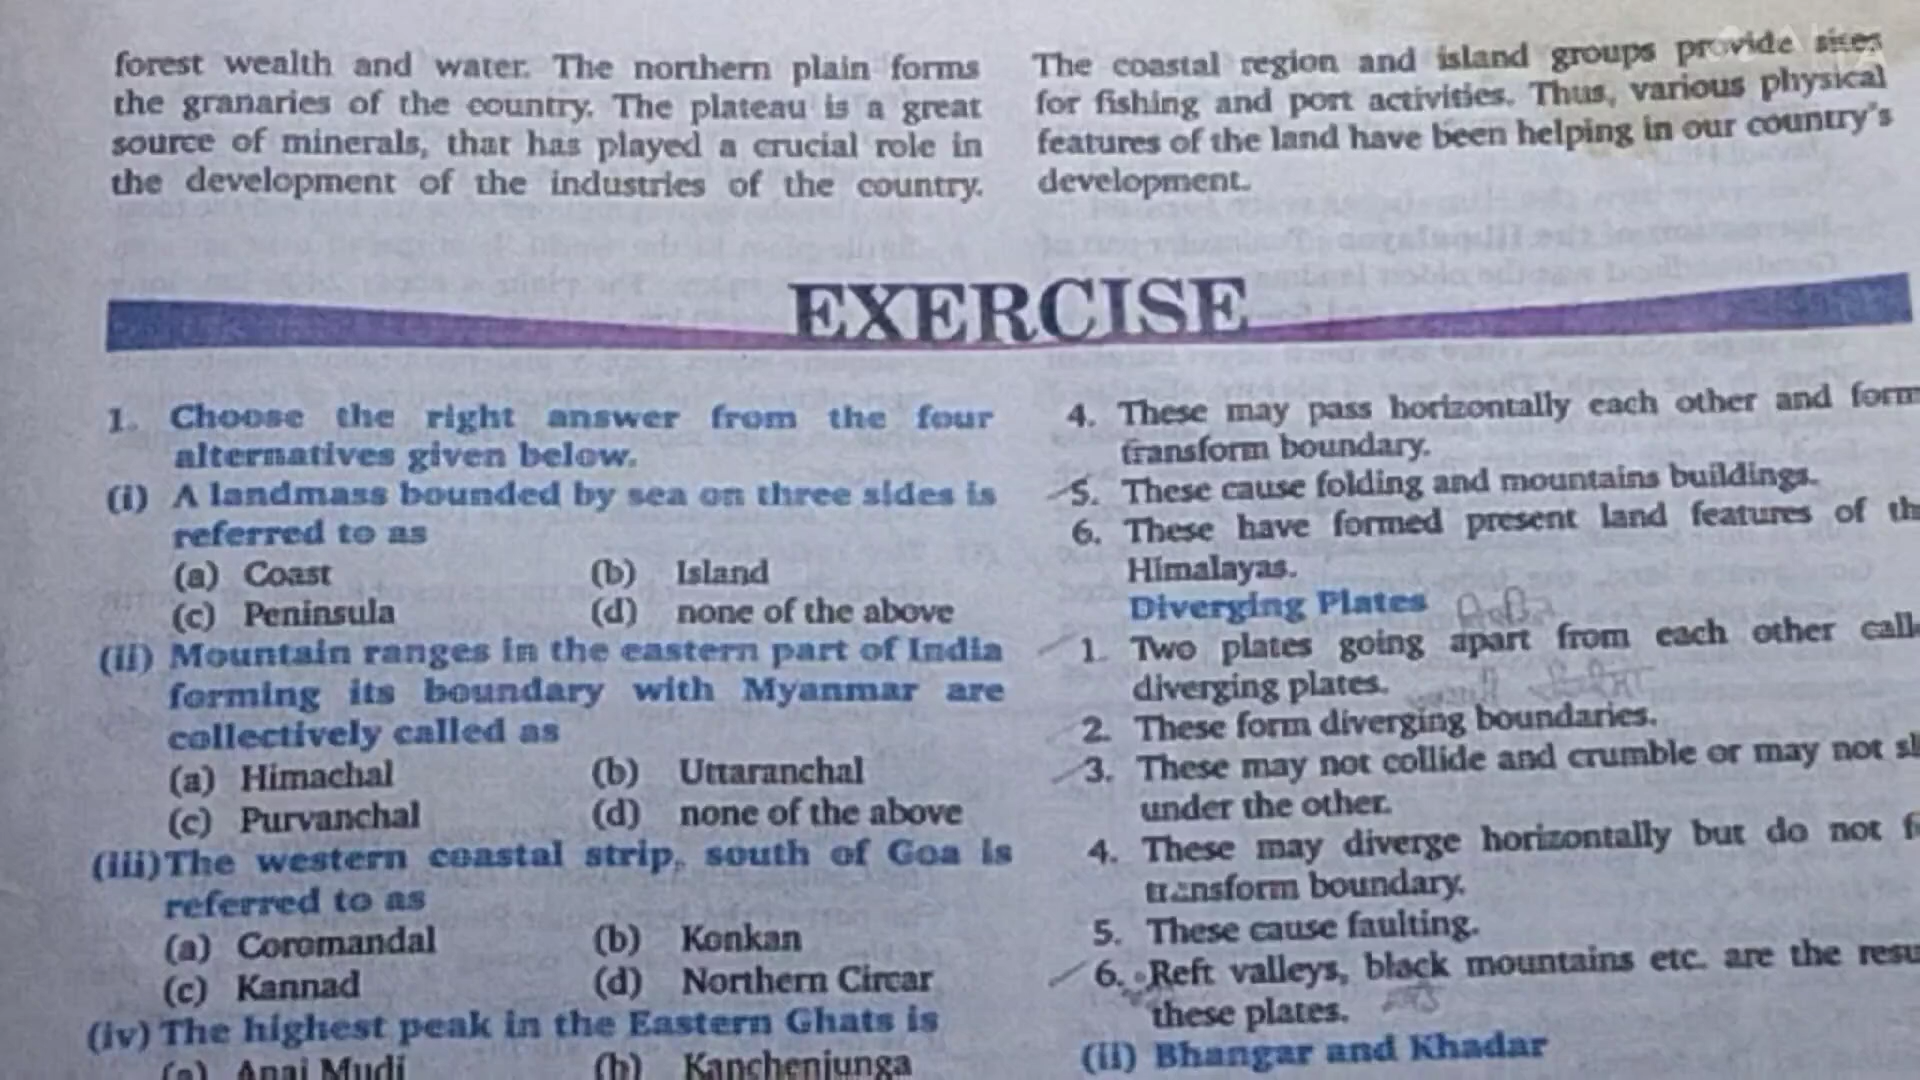 forest wealth and water. The northern plain forms
the granaries of the country. The plateau is a great
source of minerals, that has played a crucial role in
the development of the industries of the country.
The coastal region and island groups provide sites
for fishing and port activities. Thus, various physical
features of the land have been helping in our country's
development.
EXERCISE
1. Choose the right answer from the four
alternatives given below.
(i) A landmass bounded by sea on three sides is
referred to as
(a) Coast (b) Island
(c) Peninsula (d) none of the above
(ii) Mountain ranges in the eastern part of India
forming its boundary with Myanmar are
collectively called as
(a) Himachal (b) Uttaranchal
(c) Purvanchal (d) none of the above
(iii) The western coastal strip, south of Goa is
referred to as
(a) Coromandal (b) Konkan
(c) Kannad (d) Northern Circar
(iv) The highest peak in the Eastern Ghats is
(a) Anai Mudi (b) Kanchenjunga
4. These may pass horizontally each other and form
transform boundary.
5. These cause folding and mountains buildings.
6. These have formed present land features of th
Himalayas.
Diverging Plates
1. Two plates going apart from each other call
diverging plates.
2. These form diverging boundaries.
3. These may not collide and crumble or may not sl
under the other.
4. These may diverge horizontally but do not f
transform boundary.
5. These cause faulting.
6. Reft valleys, black mountains etc. are the resu
these plates.
(ii) Bhangar and Khadar